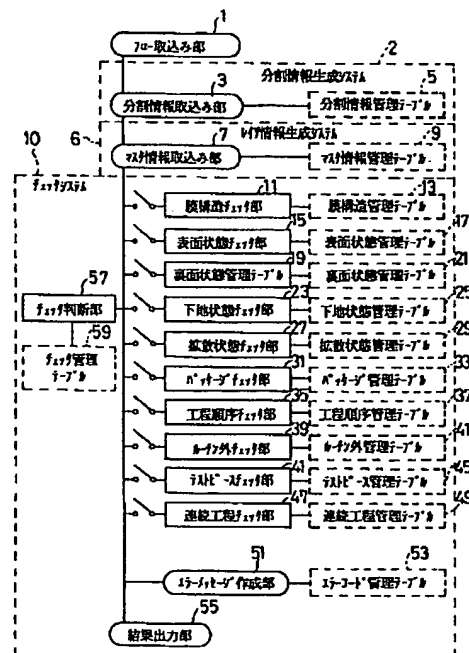 1
ﾌﾛｰ取込み部
2
分割情報生成システム
3
5
分割情報取込み部
分割情報管理テーブル
6
レイア情報生成システム
7
9
ﾏｽﾀ情報取込み部
ﾏｽﾀ情報管理テーブル
10
ﾁｪｯｸｼｽﾃﾑ
11
13
膜構造ﾁｪｯｸ部
膜構造管理テーブル
15
17
表面状態ﾁｪｯｸ部
表面状態管理テーブル
19
21
裏面状態管理テーブル
裏面状態管理テーブル
23
25
下地状態ﾁｪｯｸ部
下地状態管理テーブル
57
ﾁｪｯｸ判断部
27
29
拡散状態ﾁｪｯｸ部
拡散状態管理テーブル
59
ﾁｪｯｸ管理
テーブル
31
33
ﾊﾟｯｹｰｼﾞﾁｪｯｸ部
ﾊﾟｯｹｰｼﾞ管理テーブル
35
37
工程順序ﾁｪｯｸ部
工程順序管理テーブル
39
41
ﾙｰﾁﾝ外ﾁｪｯｸ部
ﾙｰﾁﾝ外管理テーブル
41
45
ﾃｽﾄﾋﾟｰｽﾁｪｯｸ部
ﾃｽﾄﾋﾟｰｽ管理テーブル
47
49
連続工程ﾁｪｯｸ部
連続工程管理テーブル
51
53
ｴﾗｰﾒｯｾｰｼﾞ作成部
ｴﾗｰｺｰﾄﾞ管理テーブル
55
結果出力部